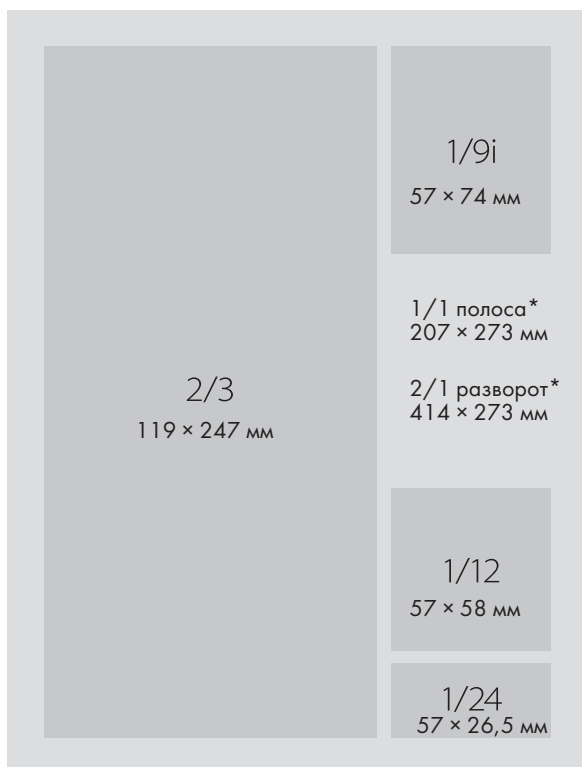 2/3
119 × 247 мм
1/9i
57 × 74 мм
1/1 полоса*
207 × 273 мм
2/1 разворот*
414 × 273 мм
1/12
57 × 58 мм
1/24
57 × 26,5 мм